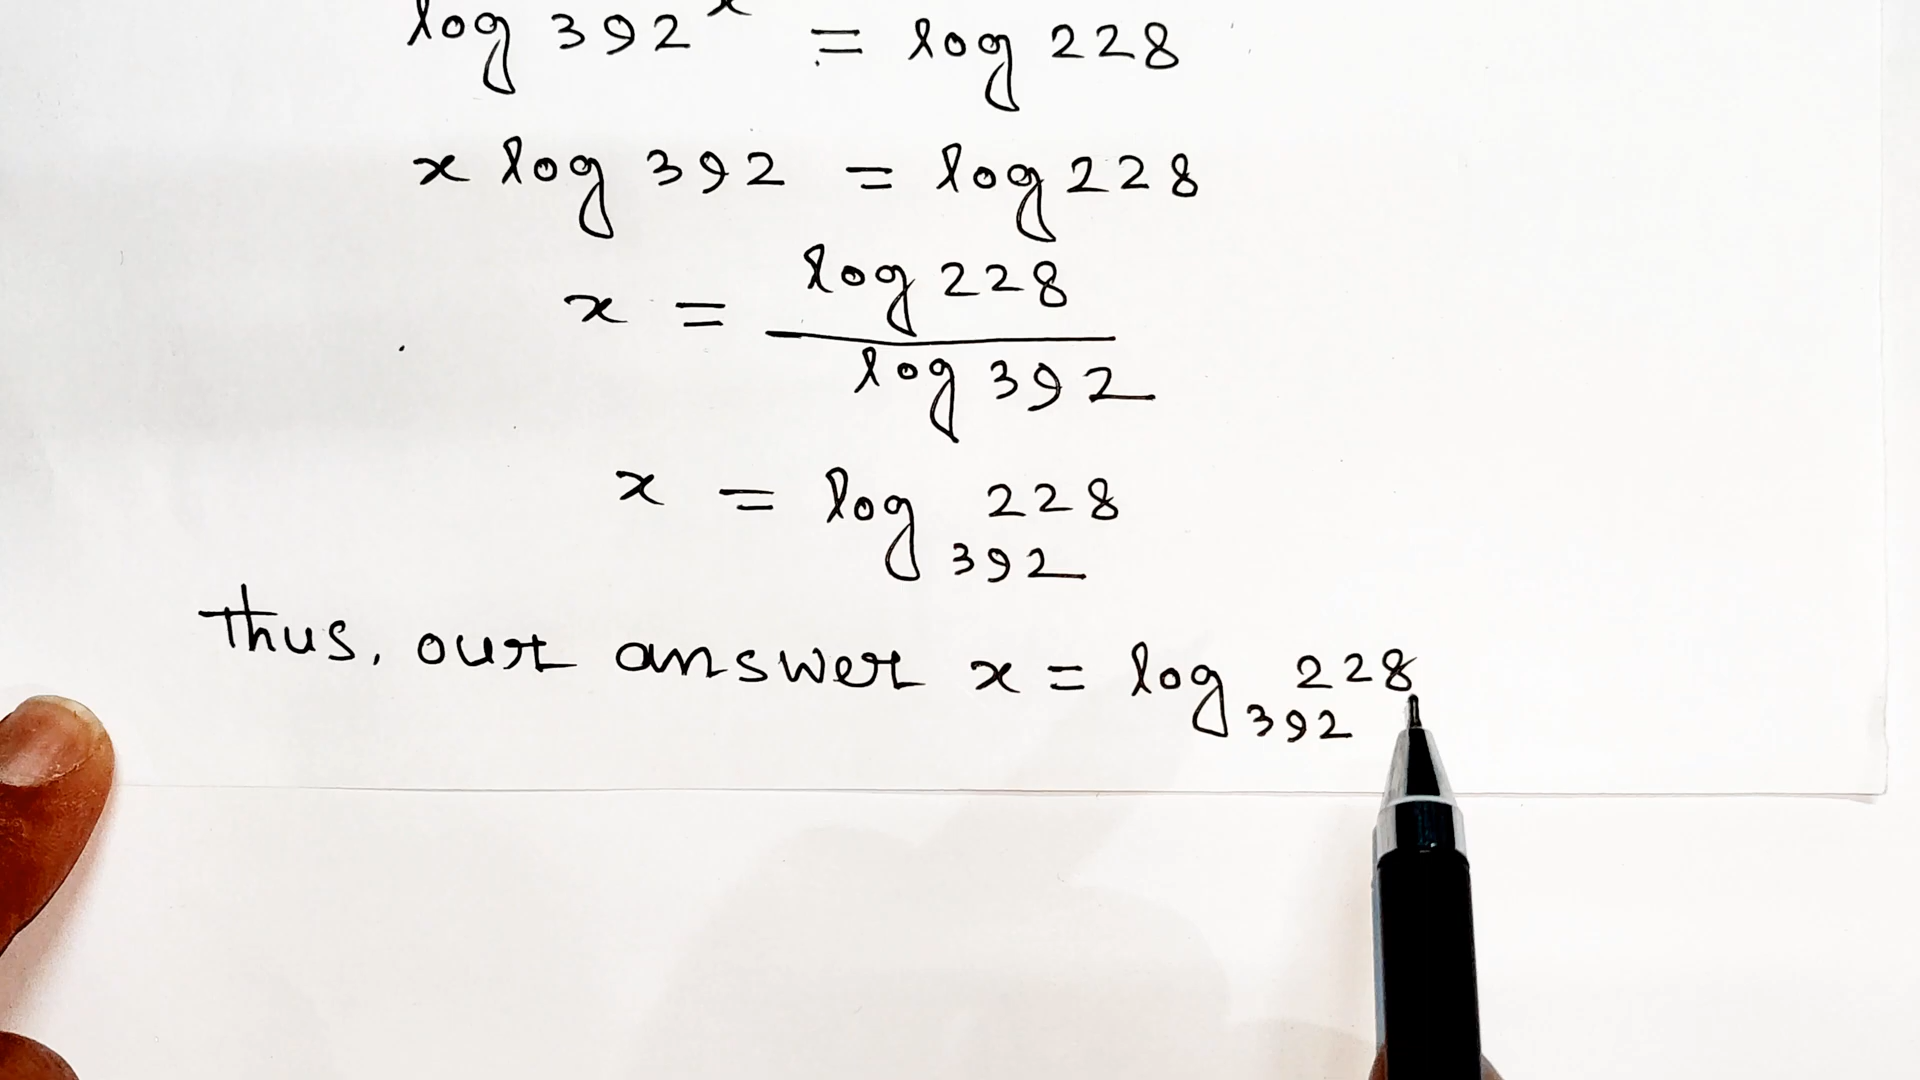 log 392^x = log 228
x log 392 = log 228
x = log 228 / log 392
x = log_392 228
Thus, our answer x = log_392 228